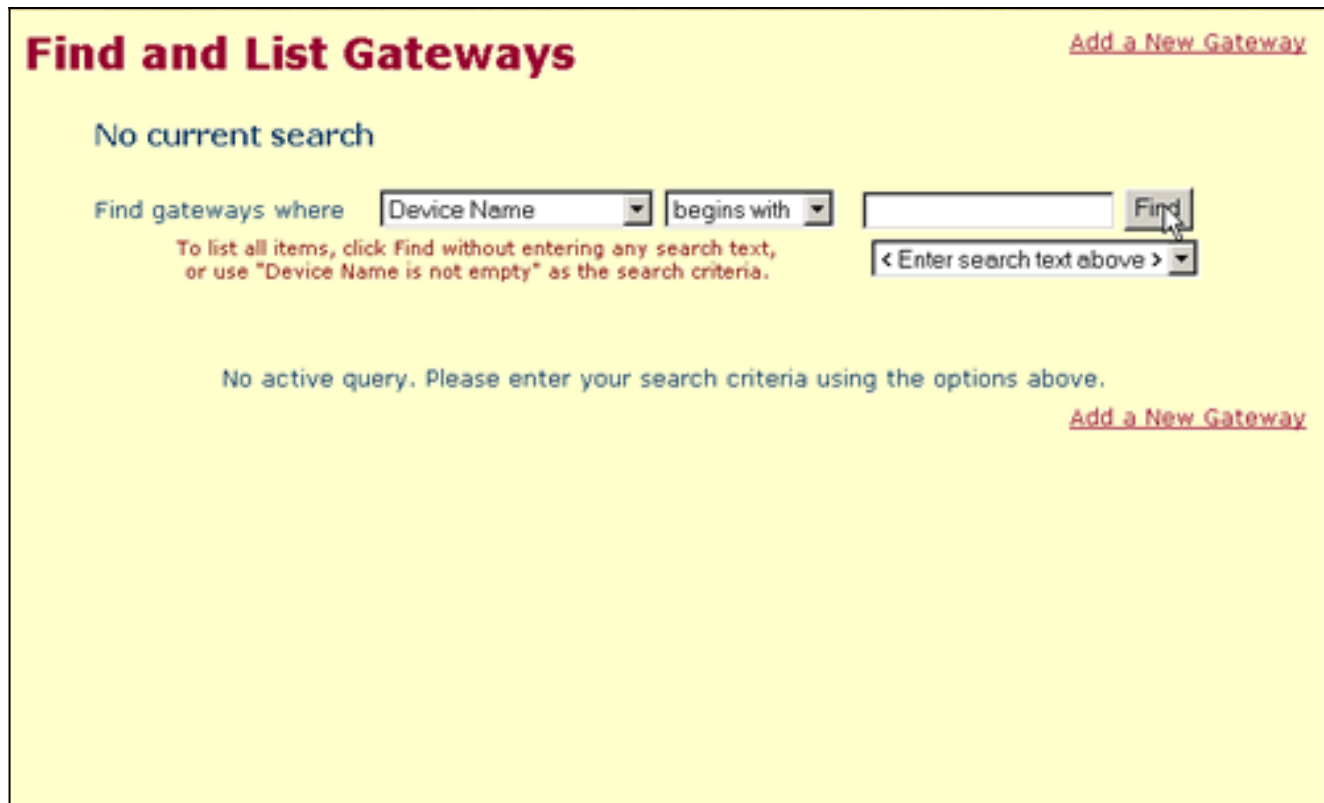 Find and List Gateways
Add a New Gateway
No current search
Find gateways where Device Name begins with Find
To list all items, click Find without entering any search text,
or use "Device Name is not empty" as the search criteria.
< Enter search text above >
No active query. Please enter your search criteria using the options above.
Add a New Gateway